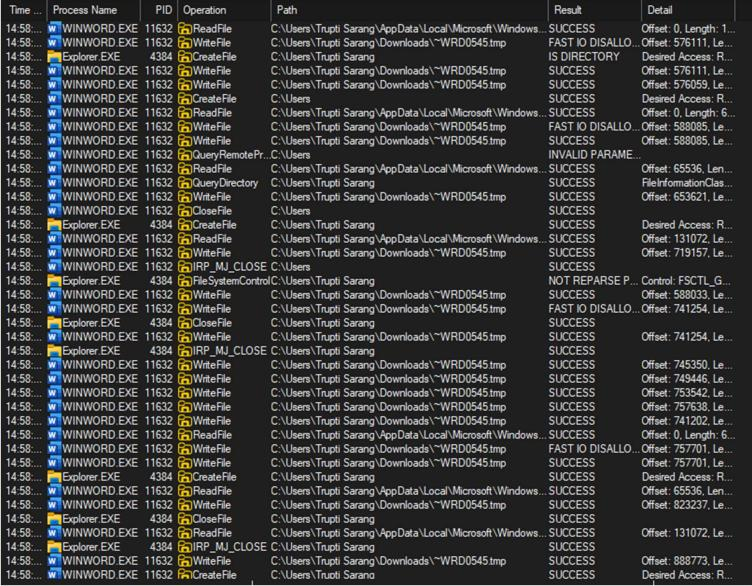 Time ... Process Name PID Operation Path Result Detail
14:58:... WINWORD.EXE 11632 ReadFile C:\Users\Trupti Sarang\AppData\Local\Microsoft\Windows... SUCCESS Offset: 0, Length: 1...
14:58:... WINWORD.EXE 11632 WriteFile C:\Users\Trupti Sarang\Downloads\~WRD0545.tmp FAST IO DISALLO... Offset: 576111, Le...
14:58:... Explorer.EXE 4384 CreateFile C:\Users\Trupti Sarang IS DIRECTORY Desired Access: R...
14:58:... WINWORD.EXE 11632 WriteFile C:\Users\Trupti Sarang\Downloads\~WRD0545.tmp SUCCESS Offset: 576111, Le...
14:58:... WINWORD.EXE 11632 WriteFile C:\Users\Trupti Sarang\Downloads\~WRD0545.tmp SUCCESS Offset: 576059, Le...
14:58:... WINWORD.EXE 11632 CreateFile C:\Users SUCCESS Desired Access: R...
14:58:... WINWORD.EXE 11632 ReadFile C:\Users\Trupti Sarang\AppData\Local\Microsoft\Windows... SUCCESS Offset: 0, Length: 6...
14:58:... WINWORD.EXE 11632 WriteFile C:\Users\Trupti Sarang\Downloads\~WRD0545.tmp FAST IO DISALLO... Offset: 588085, Le...
14:58:... WINWORD.EXE 11632 WriteFile C:\Users\Trupti Sarang\Downloads\~WRD0545.tmp SUCCESS Offset: 588085, Le...
14:58:... WINWORD.EXE 11632 QueryRemotePr... C:\Users INVALID PARAME...
14:58:... WINWORD.EXE 11632 ReadFile C:\Users\Trupti Sarang\AppData\Local\Microsoft\Windows... SUCCESS Offset: 65536, Len...
14:58:... WINWORD.EXE 11632 QueryDirectory C:\Users\Trupti Sarang SUCCESS FileInformationClas...
14:58:... WINWORD.EXE 11632 WriteFile C:\Users\Trupti Sarang\Downloads\~WRD0545.tmp SUCCESS Offset: 653621, Le...
14:58:... WINWORD.EXE 11632 CloseFile C:\Users SUCCESS
14:58:... Explorer.EXE 4384 CreateFile C:\Users\Trupti Sarang SUCCESS Desired Access: R...
14:58:... WINWORD.EXE 11632 ReadFile C:\Users\Trupti Sarang\AppData\Local\Microsoft\Windows... SUCCESS Offset: 131072, Le...
14:58:... WINWORD.EXE 11632 WriteFile C:\Users\Trupti Sarang\Downloads\~WRD0545.tmp SUCCESS Offset: 719157, Le...
14:58:... WINWORD.EXE 11632 IRP_MJ_CLOSE C:\Users SUCCESS
14:58:... Explorer.EXE 4384 FileSystemControl C:\Users\Trupti Sarang NOT REPARSE P... Control: FSCTL_G...
14:58:... WINWORD.EXE 11632 WriteFile C:\Users\Trupti Sarang\Downloads\~WRD0545.tmp SUCCESS Offset: 588033, Le...
14:58:... WINWORD.EXE 11632 WriteFile C:\Users\Trupti Sarang\Downloads\~WRD0545.tmp FAST IO DISALLO... Offset: 741254, Le...
14:58:... Explorer.EXE 4384 CloseFile C:\Users\Trupti Sarang SUCCESS
14:58:... WINWORD.EXE 11632 WriteFile C:\Users\Trupti Sarang\Downloads\~WRD0545.tmp SUCCESS Offset: 741254, Le...
14:58:... Explorer.EXE 4384 IRP_MJ_CLOSE C:\Users\Trupti Sarang SUCCESS
14:58:... WINWORD.EXE 11632 WriteFile C:\Users\Trupti Sarang\Downloads\~WRD0545.tmp SUCCESS Offset: 745350, Le...
14:58:... WINWORD.EXE 11632 WriteFile C:\Users\Trupti Sarang\Downloads\~WRD0545.tmp SUCCESS Offset: 749446, Le...
14:58:... WINWORD.EXE 11632 WriteFile C:\Users\Trupti Sarang\Downloads\~WRD0545.tmp SUCCESS Offset: 753542, Le...
14:58:... WINWORD.EXE 11632 WriteFile C:\Users\Trupti Sarang\Downloads\~WRD0545.tmp SUCCESS Offset: 757638, Le...
14:58:... WINWORD.EXE 11632 WriteFile C:\Users\Trupti Sarang\Downloads\~WRD0545.tmp SUCCESS Offset: 741202, Le...
14:58:... WINWORD.EXE 11632 ReadFile C:\Users\Trupti Sarang\AppData\Local\Microsoft\Windows... SUCCESS Offset: 0, Length: 6...
14:58:... WINWORD.EXE 11632 WriteFile C:\Users\Trupti Sarang\Downloads\~WRD0545.tmp FAST IO DISALLO... Offset: 757701, Le...
14:58:... WINWORD.EXE 11632 WriteFile C:\Users\Trupti Sarang\Downloads\~WRD0545.tmp SUCCESS Offset: 757701, Le...
14:58:... Explorer.EXE 4384 CreateFile C:\Users\Trupti Sarang SUCCESS Desired Access: R...
14:58:... WINWORD.EXE 11632 ReadFile C:\Users\Trupti Sarang\AppData\Local\Microsoft\Windows... SUCCESS Offset: 65536, Len...
14:58:... WINWORD.EXE 11632 WriteFile C:\Users\Trupti Sarang\Downloads\~WRD0545.tmp SUCCESS Offset: 823237, Le...
14:58:... Explorer.EXE 4384 CloseFile C:\Users\Trupti Sarang SUCCESS
14:58:... WINWORD.EXE 11632 ReadFile C:\Users\Trupti Sarang\AppData\Local\Microsoft\Windows... SUCCESS Offset: 131072, Le...
14:58:... Explorer.EXE 4384 IRP_MJ_CLOSE C:\Users\Trupti Sarang SUCCESS
14:58:... WINWORD.EXE 11632 WriteFile C:\Users\Trupti Sarang\Downloads\~WRD0545.tmp SUCCESS Offset: 888773, Le...
14:58:... WINWORD.EXE 11632 CreateFile C:\Users\Trupti Sarang SUCCESS Desired Access: R...